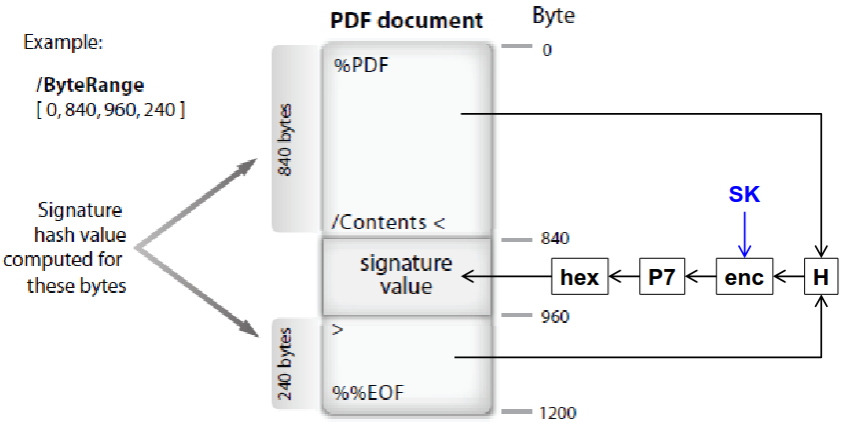 PDF document
Byte
Example:
/ByteRange
[ 0, 840, 960, 240 ]
0
%PDF
840 bytes
SK
Signature
hash value
computed for
these bytes
/Contents <
840
signature
value
hex
P7
enc
H
960
>
240 bytes
%%EOF
1200